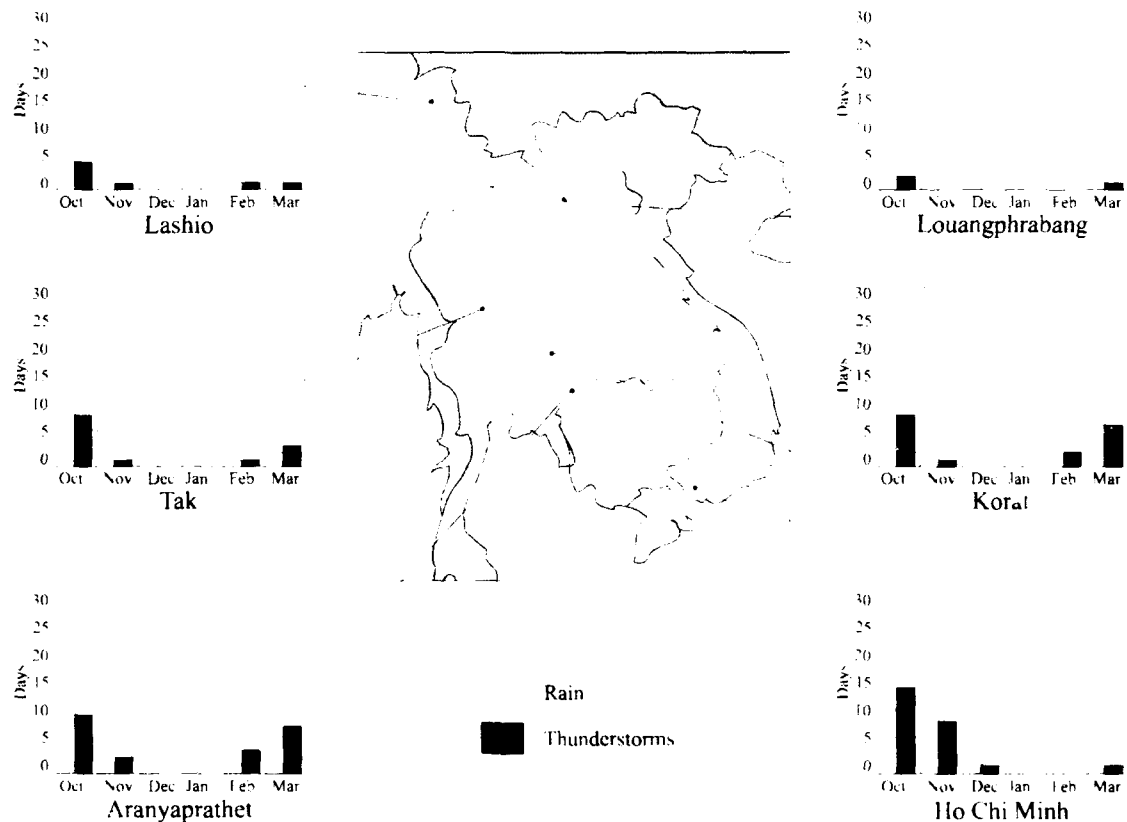 30
25
20
15
10
5
0
Days
Oct Nov Dec Jan Feb Mar
Lashio
30
25
20
15
10
5
0
Days
Oct Nov Dec Jan Feb Mar
Louangphrabang
30
25
20
15
10
5
0
Days
Oct Nov Dec Jan Feb Mar
Tak
30
25
20
15
10
5
0
Days
Oct Nov Dec Jan Feb Mar
Korat
30
25
20
15
10
5
0
Days
Oct Nov Dec Jan Feb Mar
Aranyaprathet
Rain
Thunderstorms
30
25
20
15
10
5
0
Days
Oct Nov Dec Jan Feb Mar
Ho Chi Minh